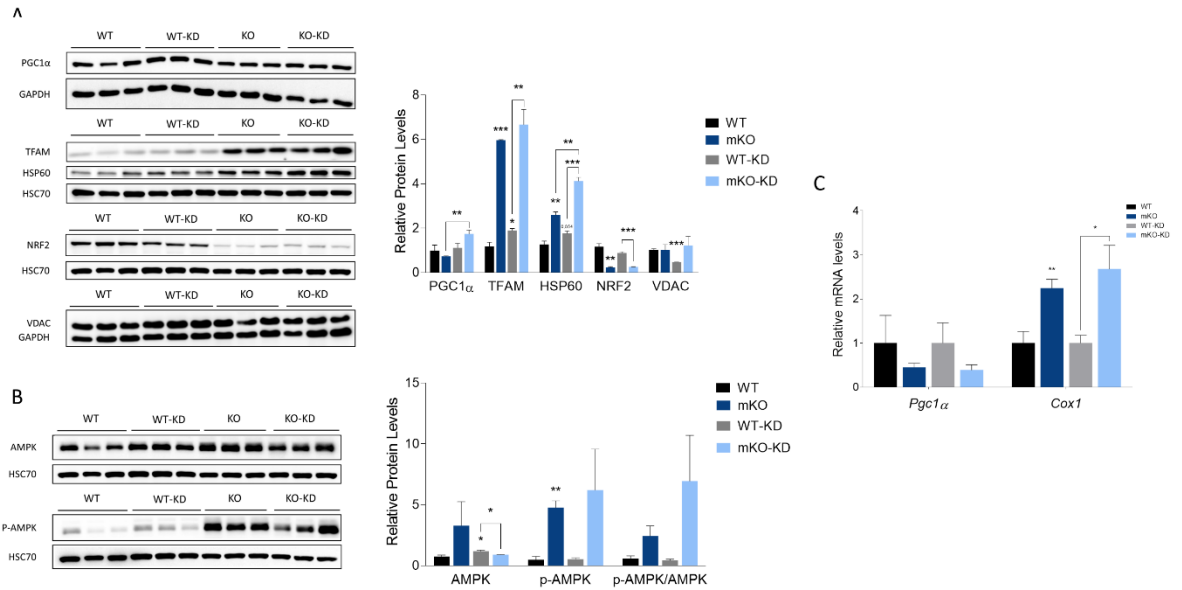 A
WT WT-KD KO KO-KD
PGC1α
GAPDH
WT WT-KD KO KO-KD
TFAM
HSP60
HSC70
WT WT-KD KO KO-KD
NRF2
HSC70
WT WT-KD KO KO-KD
VDAC
GAPDH
Relative Protein Levels
8
6
4
2
0
** *** ** * ** ** *** 0.054 ** *** ***
PGC1α TFAM HSP60 NRF2 VDAC
WT
mKO
WT-KD
mKO-KD
B
WT WT-KD KO KO-KD
AMPK
HSC70
WT WT-KD KO KO-KD
P-AMPK
HSC70
Relative Protein Levels
15
10
5
0
* * **
AMPK p-AMPK p-AMPK/AMPK
WT
mKO
WT-KD
mKO-KD
C
Relative mRNA levels
4
3
2
1
0
** *
Pgc1α Cox1
WT
mKO
WT-KD
mKO-KD